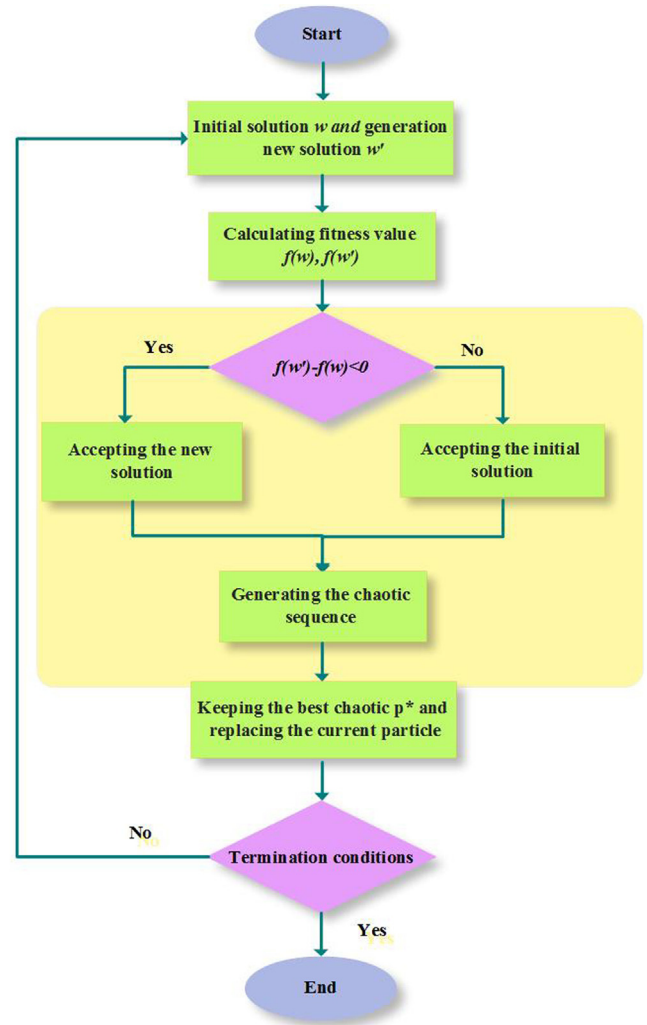 Start
Initial solution w and generation
new solution w'
Calculating fitness value
f(w), f(w')
Yes
f(w')-f(w)<0
No
Accepting the new
solution
Accepting the initial
solution
Generating the chaotic
sequence
Keeping the best chaotic p* and
replacing the current particle
No
Termination conditions
Yes
End